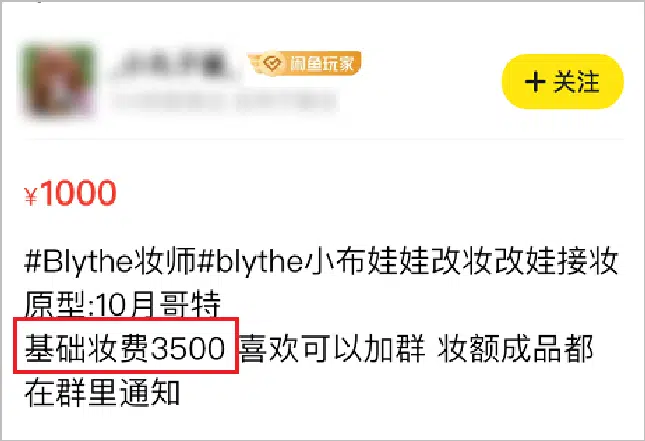 闲鱼玩家
+ 关注
¥1000
#Blythe妆师#blythe小布娃娃改妆改娃接妆
原型:10月哥特
基础妆费3500 喜欢可以加群 妆额成品都
在群里通知